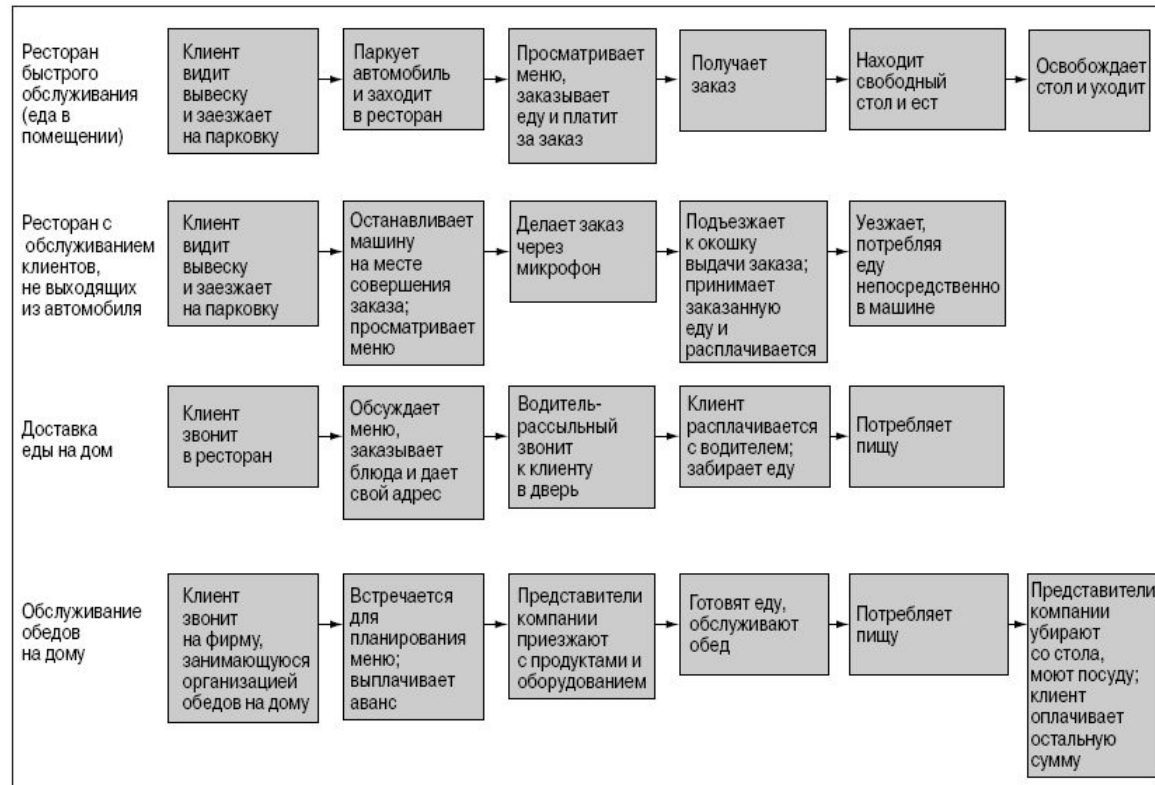 Ресторан
быстрого
обслуживания
(еда в
помещении)
Клиент
видит
вывеску
и заезжает
на парковку
Паркует
автомобиль
и заходит
в ресторан
Просматривает
меню,
заказывает
еду и платит
за заказ
Получает
заказ
Находит
свободный
стол и ест
Освобождает
стол и уходит
Ресторан с
обслуживанием
клиентов,
не выходящих
из автомобиля
Клиент
видит
вывеску
и заезжает
на парковку
Останавливает
машину
на месте
совершения
заказа;
просматривает
меню
Делает заказ
через
микрофон
Подъезжает
к окошку
выдачи заказа;
принимает
заказанную
еду и
расплачивается
Уезжает,
потребляя
еду
непосредственно
в машине
Доставка
еды на дом
Клиент
звонит
в ресторан
Обсуждает
меню,
заказывает
блюда и дает
свой адрес
Водитель-
рассыльный
звонит
к клиенту
в дверь
Клиент
расплачивается
с водителем;
забирает еду
Потребляет
пищу
Обслуживание
обедов
на дому
Клиент
звонит
на фирму,
занимающуюся
организацией
обедов на дому
Встречается
для
планирования
меню;
выплачивает
аванс
Представители
компании
приезжают
с продуктами и
оборудованием
Готовят еду,
обслуживают
обед
Потребляет
пищу
Представители
компании
убирают
со стола,
моют посуду;
клиент
оплачивает
остальную
сумму